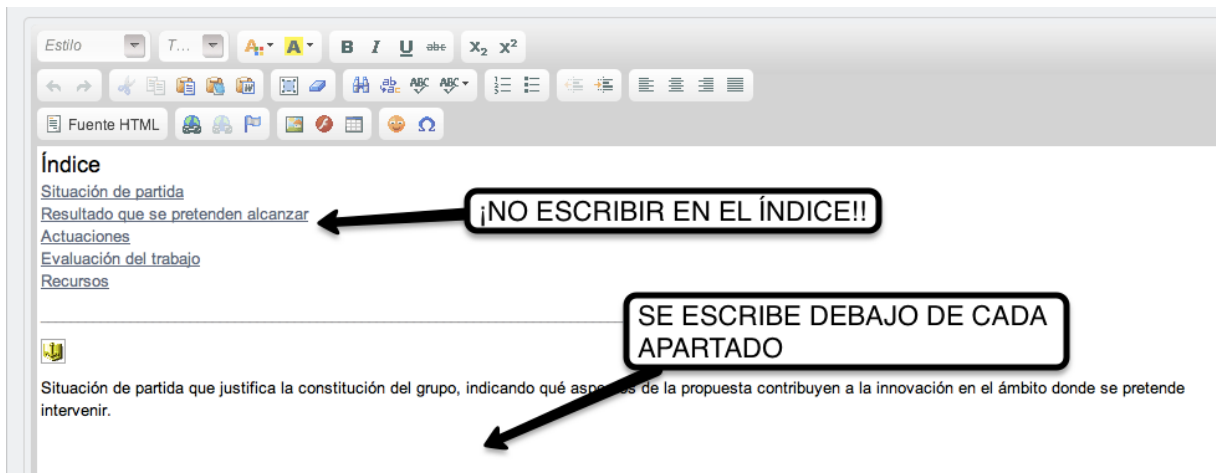 Estilo T... A A B I U abc X₂ X²
ABC ABC
Fuente HTML Ω
Índice
Situación de partida
Resultado que se pretenden alcanzar
¡NO ESCRIBIR EN EL ÍNDICE!!
Actuaciones
Evaluación del trabajo
Recursos
SE ESCRIBE DEBAJO DE CADA
APARTADO
Situación de partida que justifica la constitución del grupo, indicando qué de la propuesta contribuyen a la innovación en el ámbito donde se pretende
intervenir.